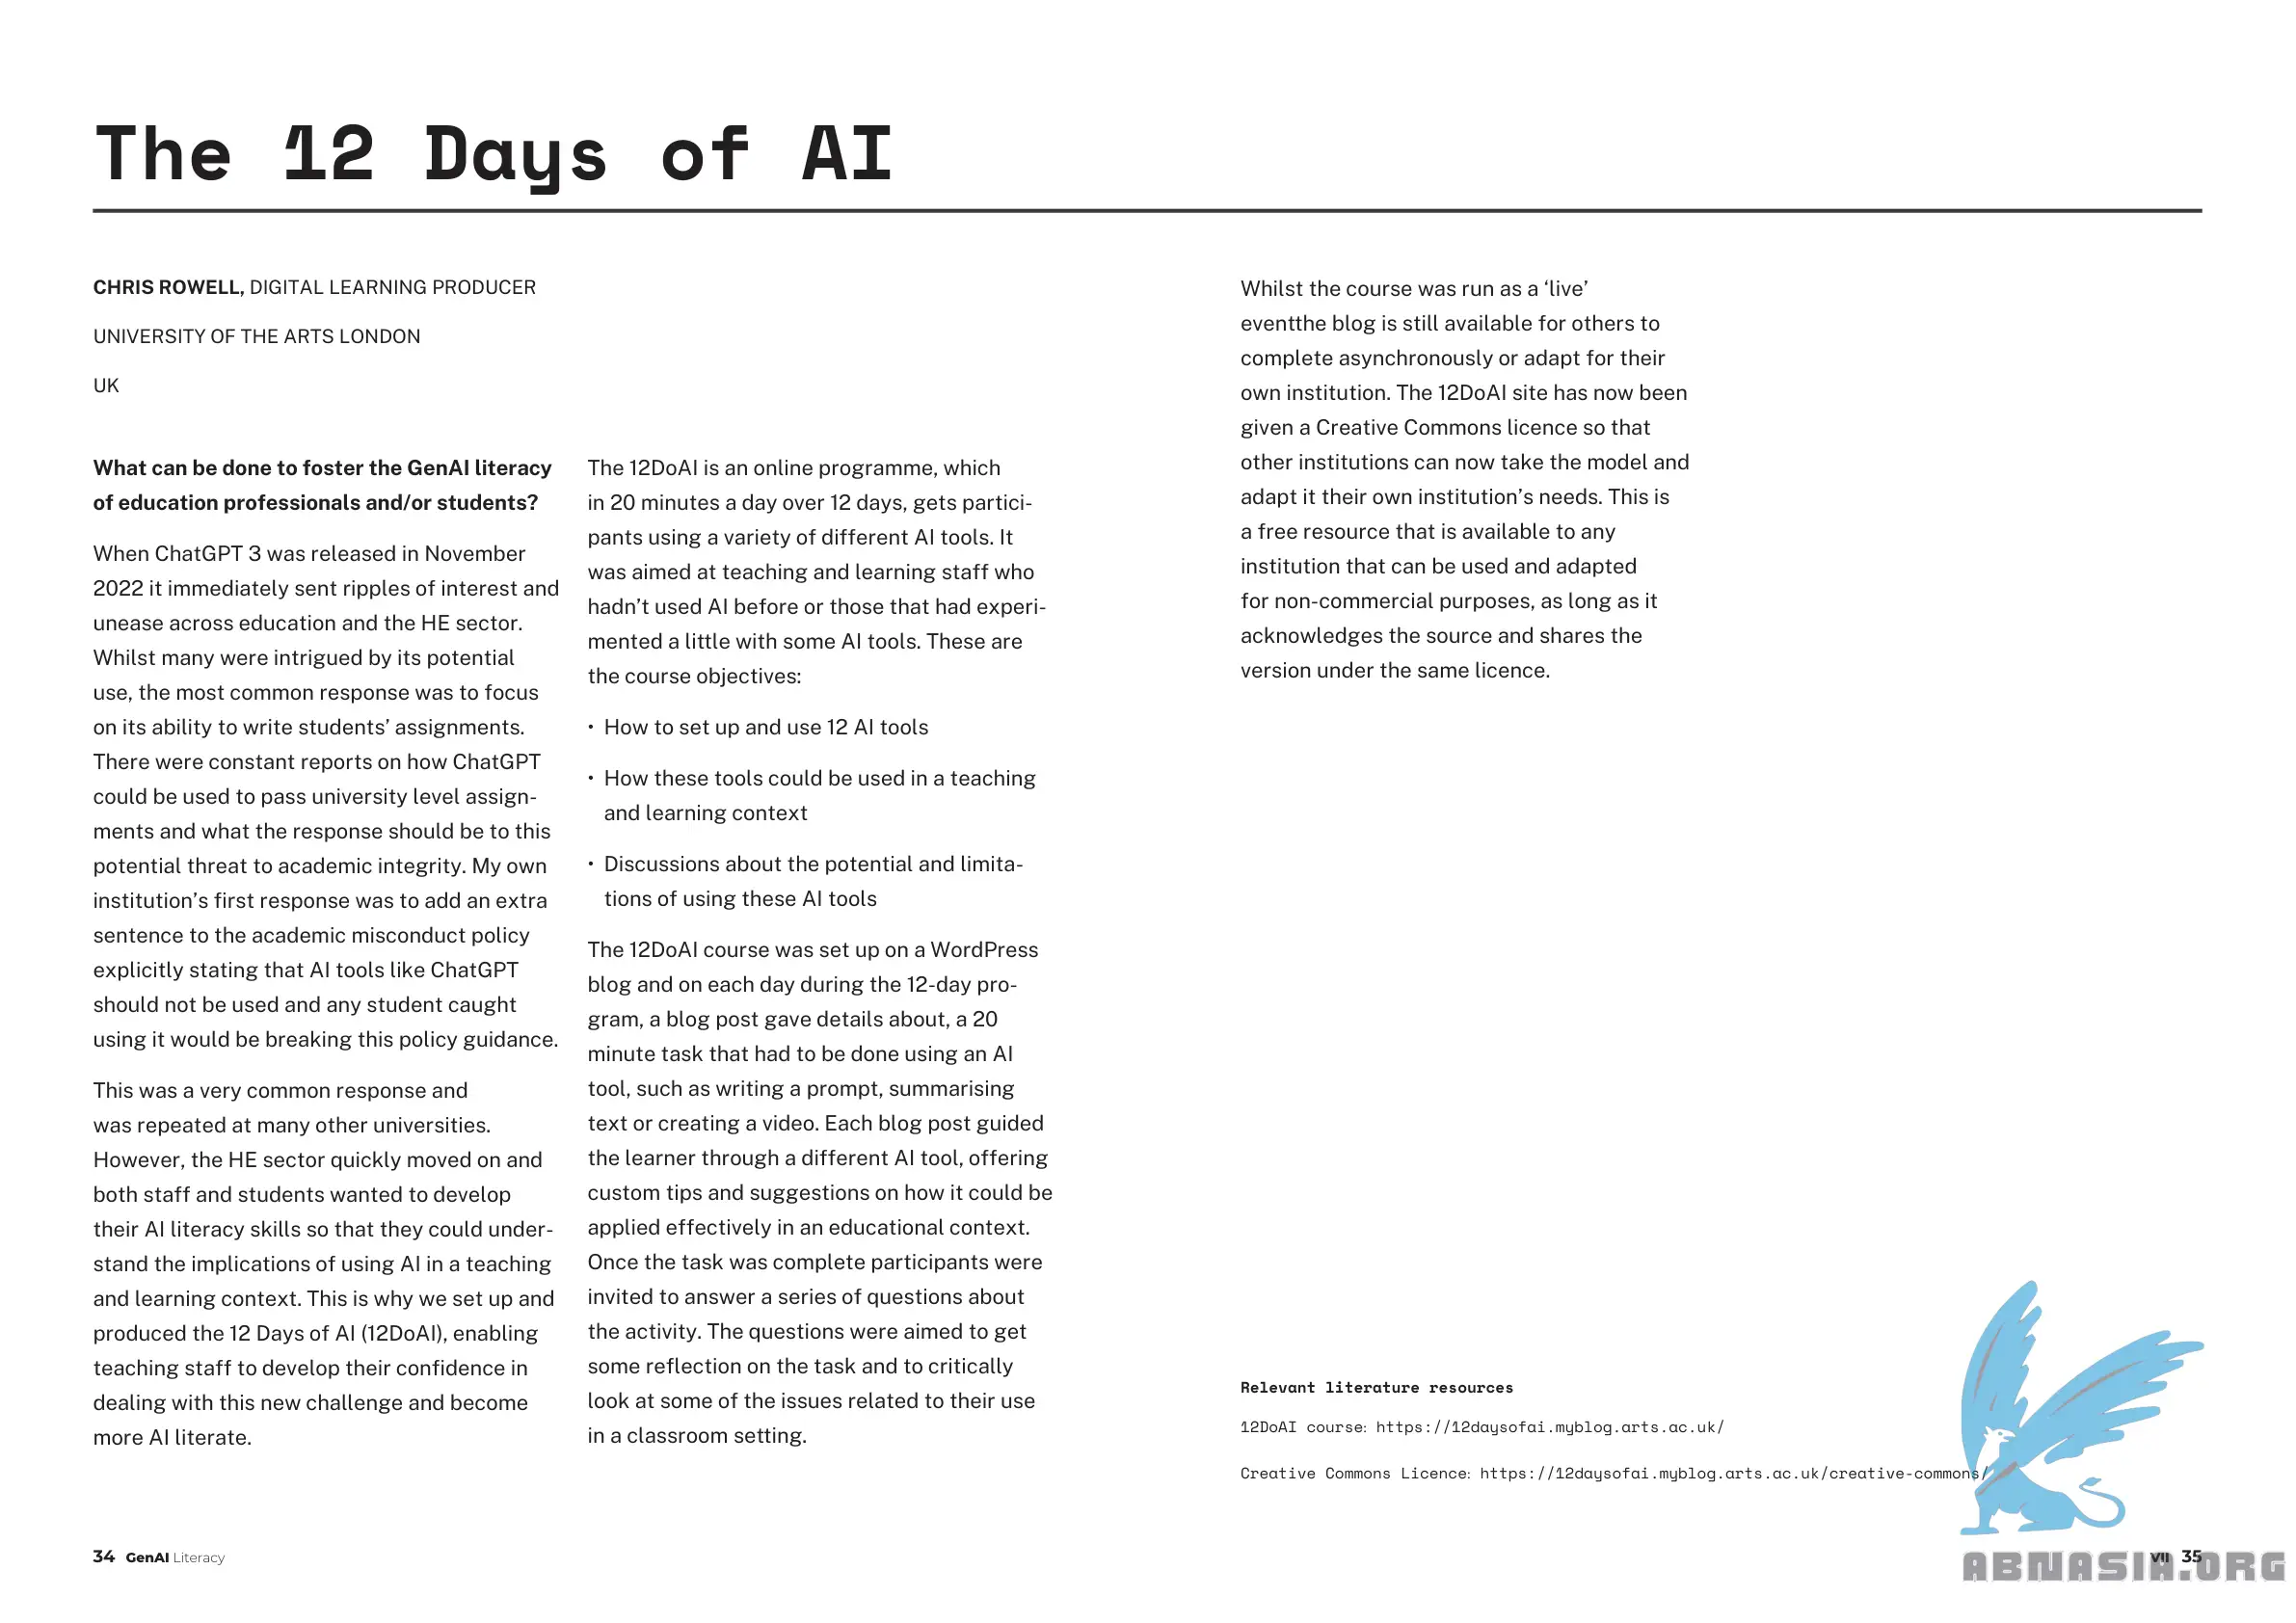 The 12 Days of AI
CHRIS ROWELL, DIGITAL LEARNING PRODUCER
UNIVERSITY OF THE ARTS LONDON
UK
What can be done to foster the GenAI literacy
of education professionals and/or students?
When ChatGPT 3 was released in November
2022 it immediately sent ripples of interest and
unease across education and the HE sector.
Whilst many were intrigued by its potential
use, the most common response was to focus
on its ability to write students’ assignments.
There were constant reports on how ChatGPT
could be used to pass university level assign-
ments and what the response should be to this
potential threat to academic integrity. My own
institution’s first response was to add an extra
sentence to the academic misconduct policy
explicitly stating that AI tools like ChatGPT
should not be used and any student caught
using it would be breaking this policy guidance.
This was a very common response and
was repeated at many other universities.
However, the HE sector quickly moved on and
both staff and students wanted to develop
their AI literacy skills so that they could under-
stand the implications of using AI in a teaching
and learning context. This is why we set up and
produced the 12 Days of AI (12DoAI), enabling
teaching staff to develop their confidence in
dealing with this new challenge and become
more AI literate.
The 12DoAI is an online programme, which
in 20 minutes a day over 12 days, gets partici-
pants using a variety of different AI tools. It
was aimed at teaching and learning staff who
hadn’t used AI before or those that had experi-
mented a little with some AI tools. These are
the course objectives:
• How to set up and use 12 AI tools
• How these tools could be used in a teaching
and learning context
• Discussions about the potential and limita-
tions of using these AI tools
The 12DoAI course was set up on a WordPress
blog and on each day during the 12-day pro-
gram, a blog post gave details about, a 20
minute task that had to be done using an AI
tool, such as writing a prompt, summarising
text or creating a video. Each blog post guided
the learner through a different AI tool, offering
custom tips and suggestions on how it could be
applied effectively in an educational context.
Once the task was complete participants were
invited to answer a series of questions about
the activity. The questions were aimed to get
some reflection on the task and to critically
look at some of the issues related to their use
in a classroom setting.
Whilst the course was run as a ‘live’
eventthe blog is still available for others to
complete asynchronously or adapt for their
own institution. The 12DoAI site has now been
given a Creative Commons licence so that
other institutions can now take the model and
adapt it their own institution’s needs. This is
a free resource that is available to any
institution that can be used and adapted
for non-commercial purposes, as long as it
acknowledges the source and shares the
version under the same licence.
Relevant literature resources
12DoAI course: https://12daysofai.myblog.arts.ac.uk/
Creative Commons Licence: https://12daysofai.myblog.arts.ac.uk/creative-commons/
34 GenAI Literacy
VII 35
ABNASIA.ORG